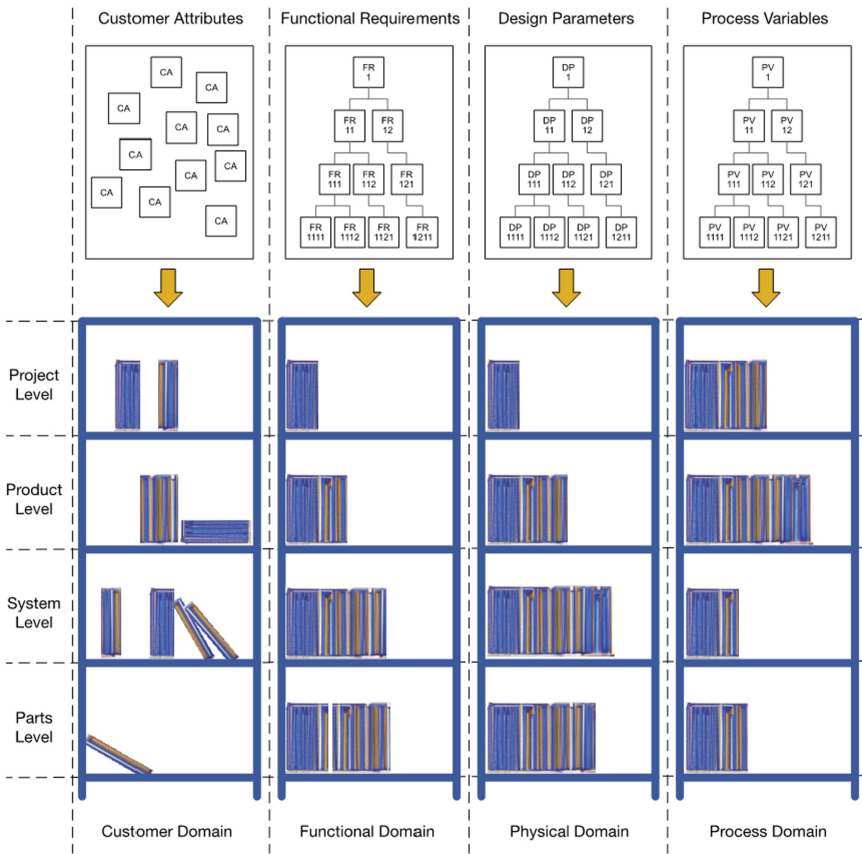 Customer Attributes
Functional Requirements
Design Parameters
Process Variables
CA
CA
CA
CA
CA
CA
CA
CA
CA
CA
CA
FR
1
FR
11
FR
12
FR
111
FR
112
FR
121
FR
1111
FR
1112
FR
1121
FR
1211
DP
1
DP
11
DP
12
DP
111
DP
112
DP
121
DP
1111
DP
1112
DP
1121
DP
1211
PV
1
PV
11
PV
12
PV
111
PV
112
PV
121
PV
1111
PV
1112
PV
1121
PV
1211
Project
Level
Product
Level
System
Level
Parts
Level
Customer Domain
Functional Domain
Physical Domain
Process Domain